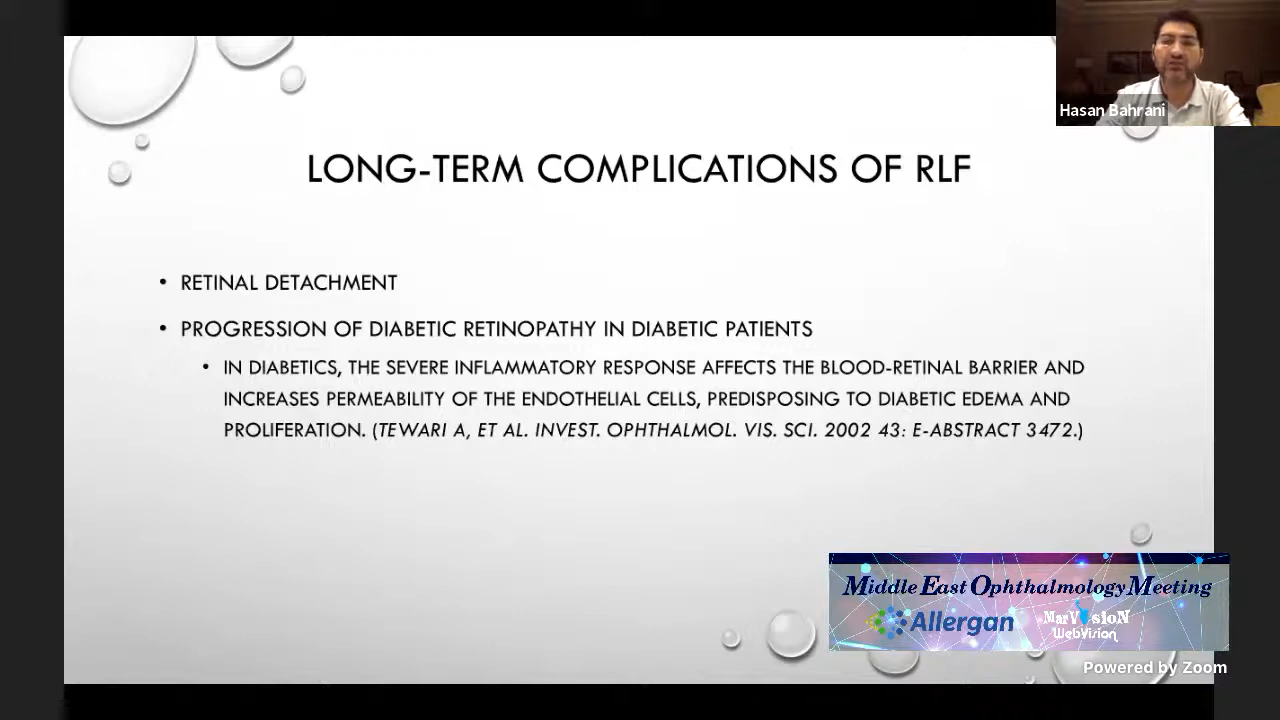 Hasan Bahrani
LONG-TERM COMPLICATIONS OF RLF
• RETINAL DETACHMENT
• PROGRESSION OF DIABETIC RETINOPATHY IN DIABETIC PATIENTS
• IN DIABETICS, THE SEVERE INFLAMMATORY RESPONSE AFFECTS THE BLOOD-RETINAL BARRIER AND
INCREASES PERMEABILITY OF THE ENDOTHELIAL CELLS, PREDISPOSING TO DIABETIC EDEMA AND
PROLIFERATION. (TEWARI A, ET AL. INVEST. OPHTHALMOL. VIS. SCI. 2002 43: E-ABSTRACT 3472.)
Middle East Ophthalmology Meeting
Allergan
MarVisioN
WebVision
Powered by Zoom